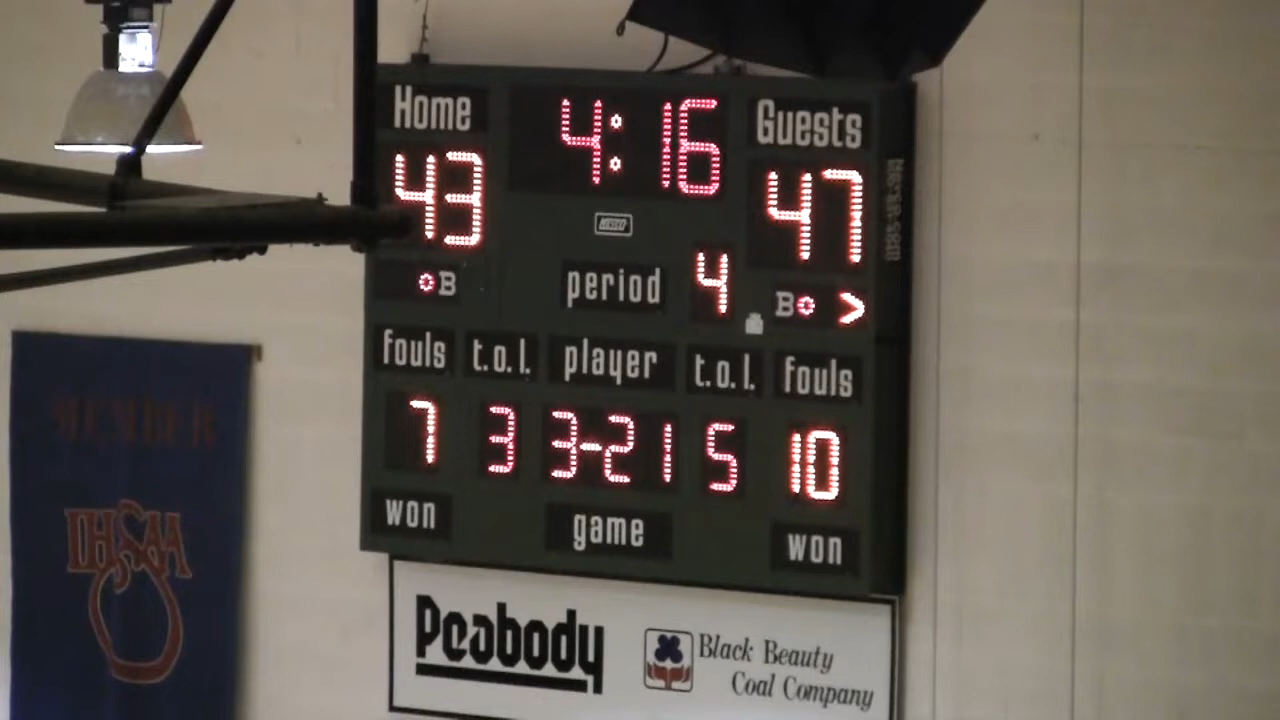 Home 4:16 Guests
43 47
B period 4 B >
fouls t.o.l. player t.o.l. fouls
7 3 3-21 5 10
won game won
MEMBER
IHSAA
Peabody
Black Beauty
Coal Company